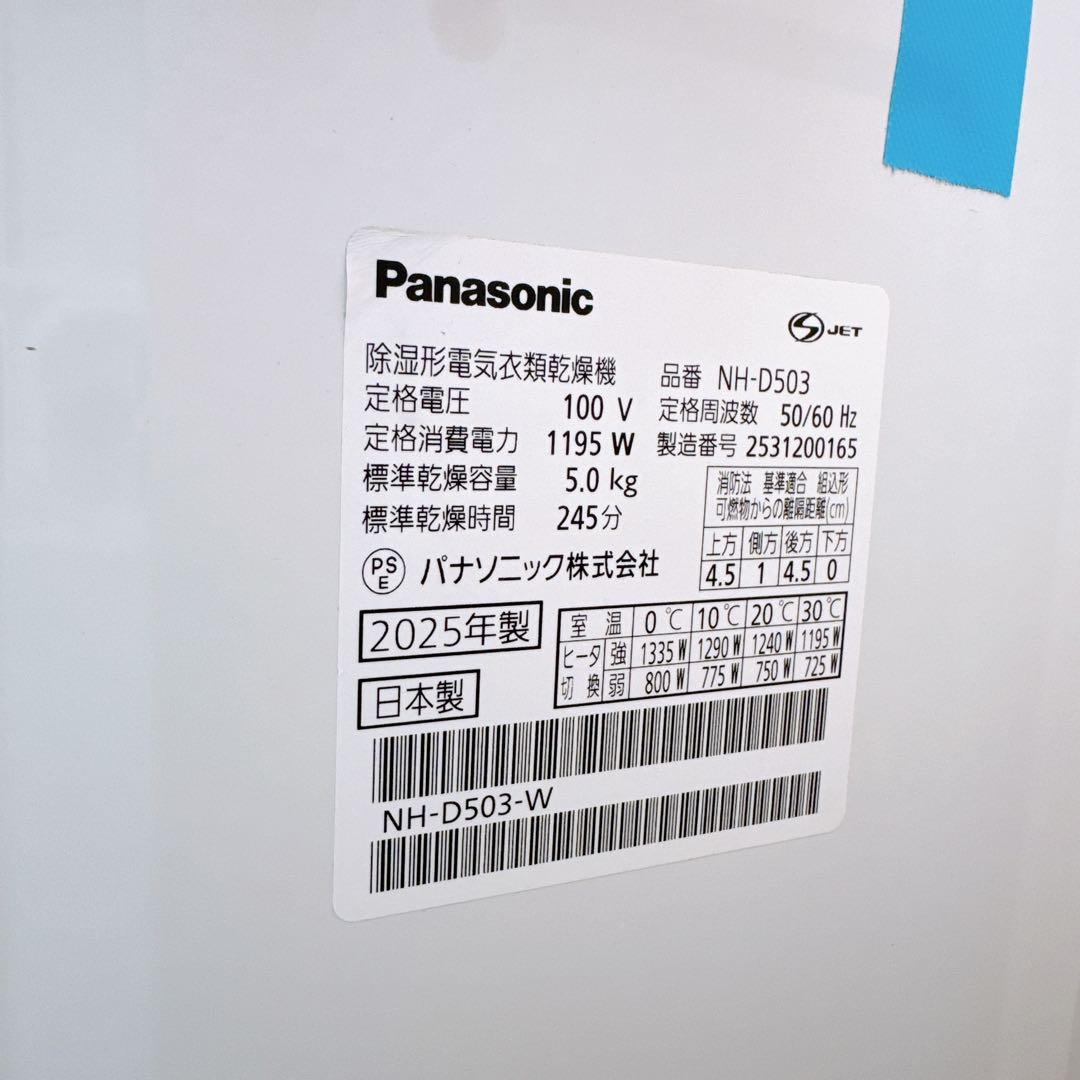 Panasonic
JET
除湿形電気衣類乾燥機 品番 NH-D503
定格電圧 100 V 定格周波数 50/60 Hz
定格消費電力 1195 W 製造番号 2531200165
標準乾燥容量 5.0 kg
標準乾燥時間 245分
消防法 基準適合 組込形
可燃物からの離隔距離(cm)
上方 側方 後方 下方
4.5 1 4.5 0
PS
E
パナソニック株式会社
2025年製
日本製
室温 0℃ 10℃ 20℃ 30℃
ヒータ 強 1335 W 1290 W 1240 W 1195 W
切換 弱 800 W 775 W 750 W 725 W
NH-D503-W